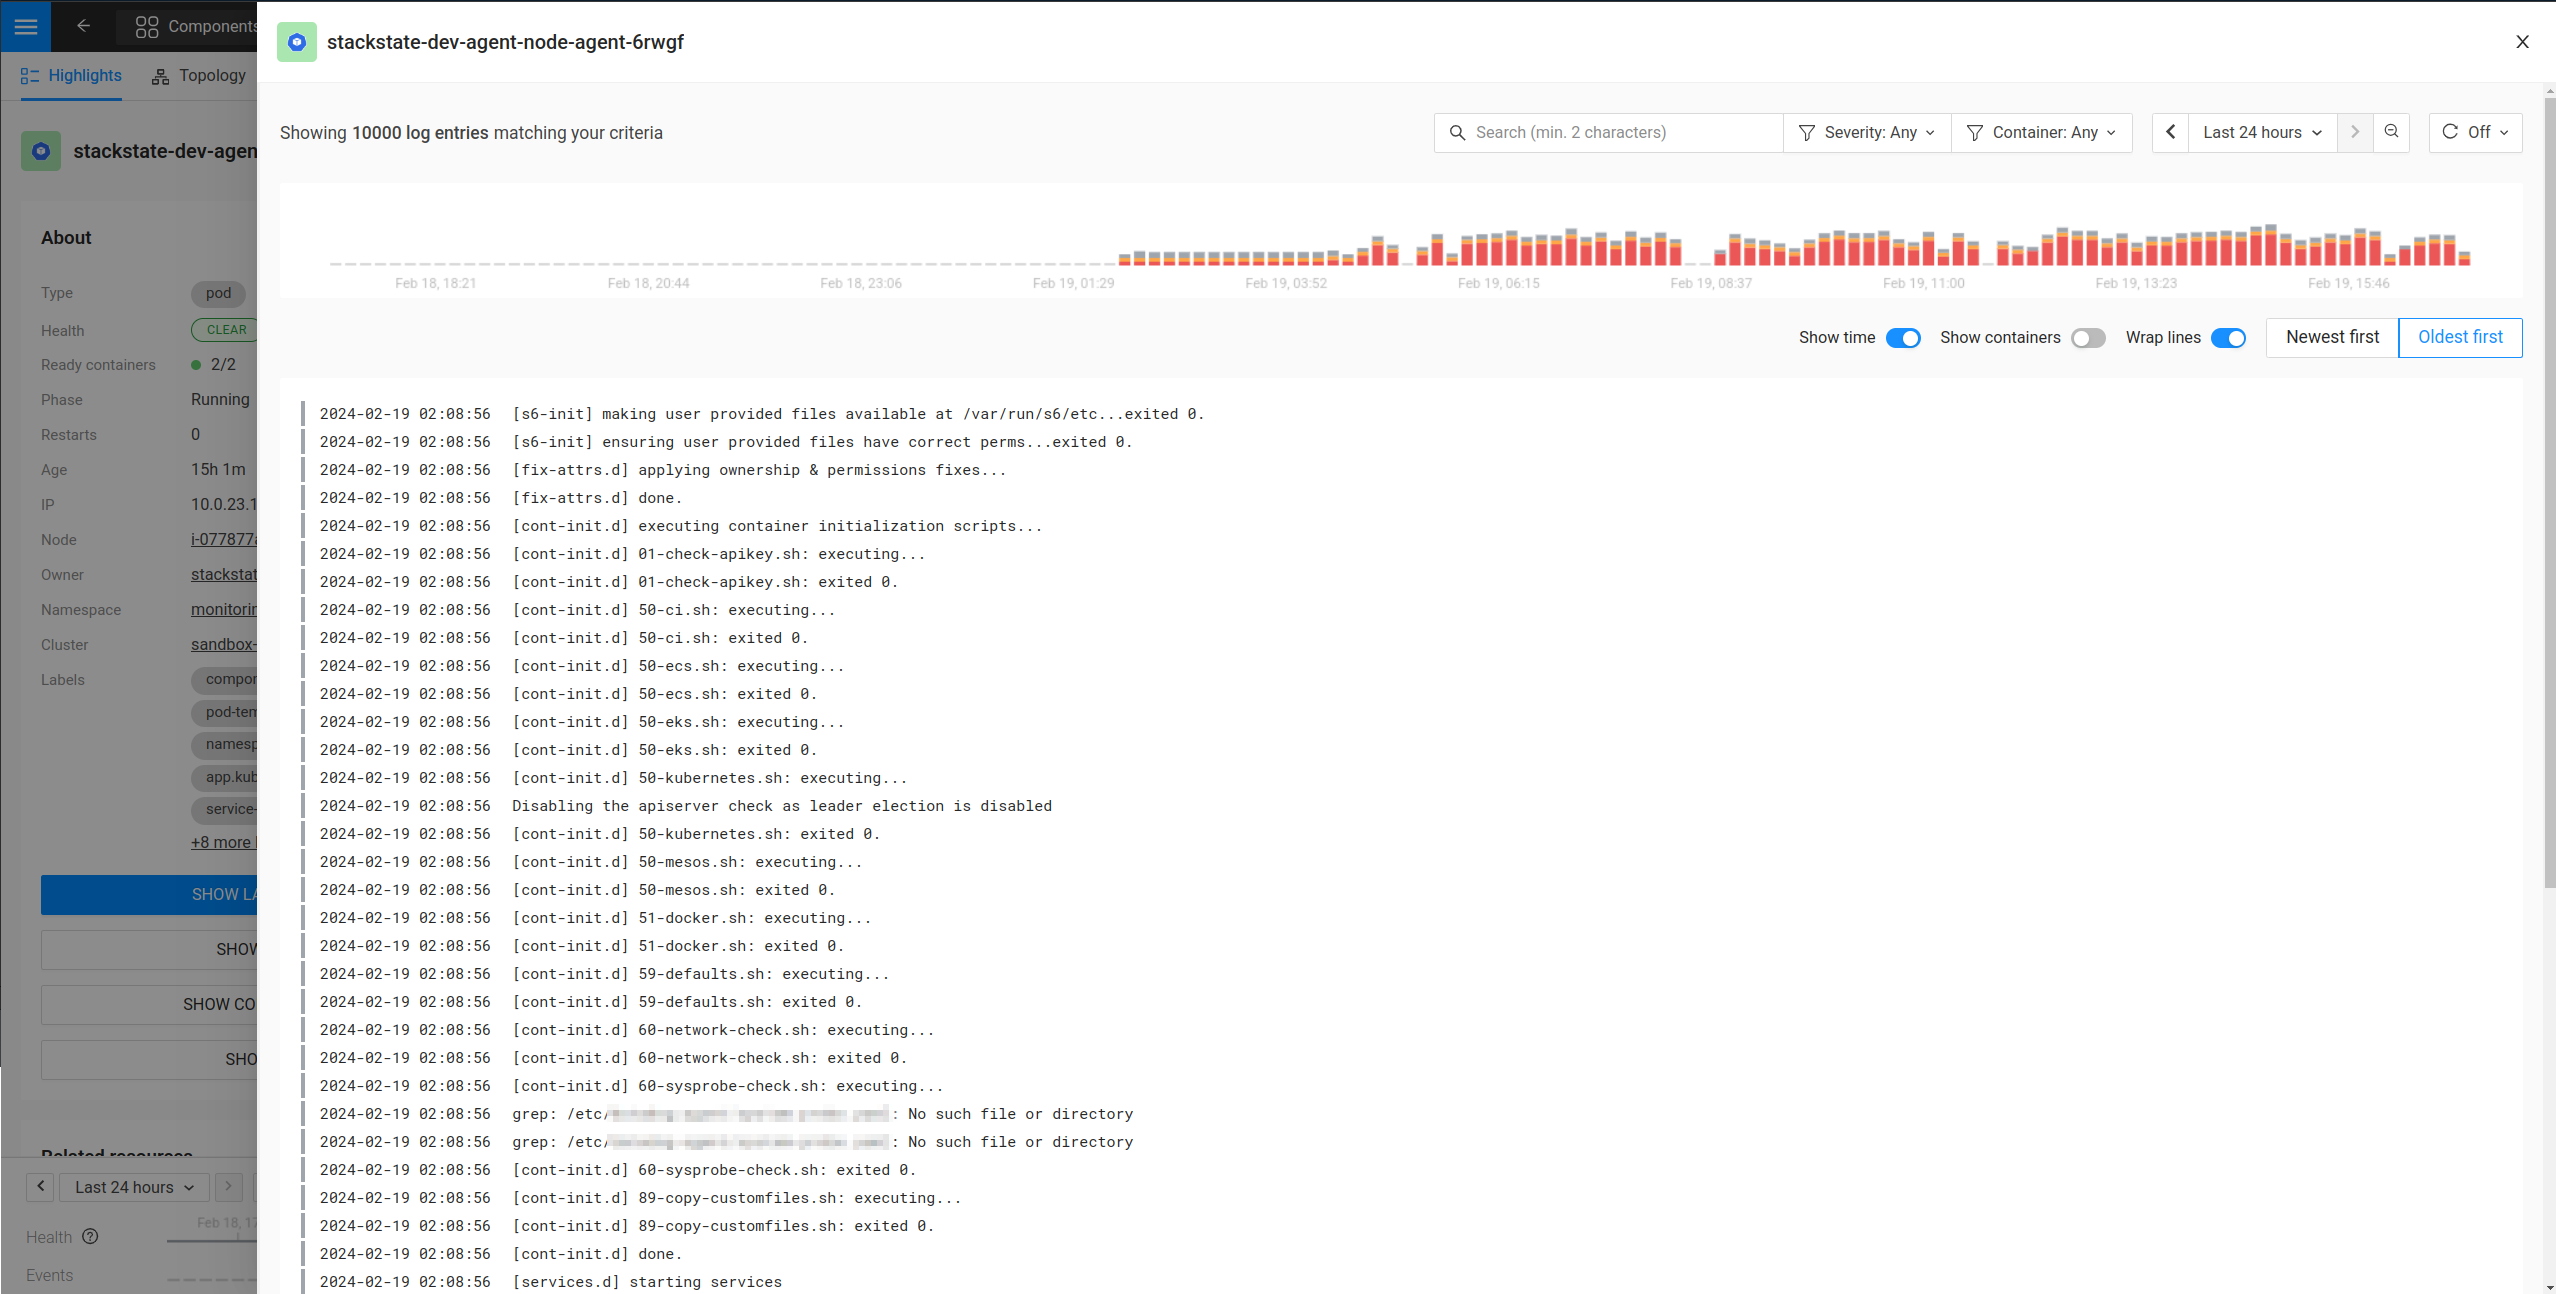 Components
Highlights
Topology
stackstate-dev-agen
About
Type
pod
Health
CLEAR
Ready containers
2/2
Phase
Running
Restarts
0
Age
15h 1m
IP
10.0.23.1
Node
i-077877
Owner
stackstat
Namespace
monitorin
Cluster
sandbox-
Labels
compor
pod-tem
namesp
app.kub
service-
+8 more
SHOW LA
SHOW
SHOW CO
SHO
Related resources
Last 24 hours
Feb 18, 17
Health
Events
stackstate-dev-agent-node-agent-6rwgf
Showing 10000 log entries matching your criteria
Search (min. 2 characters)
Severity: Any
Container: Any
Last 24 hours
Off
Feb 18, 18:21
Feb 18, 20:44
Feb 18, 23:06
Feb 19, 01:29
Feb 19, 03:52
Feb 19, 06:15
Feb 19, 08:37
Feb 19, 11:00
Feb 19, 13:23
Feb 19, 15:46
Show time
Show containers
Wrap lines
Newest first
Oldest first
2024-02-19 02:08:56 [s6-init] making user provided files available at /var/run/s6/etc...exited 0.
2024-02-19 02:08:56 [s6-init] ensuring user provided files have correct perms...exited 0.
2024-02-19 02:08:56 [fix-attrs.d] applying ownership & permissions fixes...
2024-02-19 02:08:56 [fix-attrs.d] done.
2024-02-19 02:08:56 [cont-init.d] executing container initialization scripts...
2024-02-19 02:08:56 [cont-init.d] 01-check-apikey.sh: executing...
2024-02-19 02:08:56 [cont-init.d] 01-check-apikey.sh: exited 0.
2024-02-19 02:08:56 [cont-init.d] 50-ci.sh: executing...
2024-02-19 02:08:56 [cont-init.d] 50-ci.sh: exited 0.
2024-02-19 02:08:56 [cont-init.d] 50-ecs.sh: executing...
2024-02-19 02:08:56 [cont-init.d] 50-ecs.sh: exited 0.
2024-02-19 02:08:56 [cont-init.d] 50-eks.sh: executing...
2024-02-19 02:08:56 [cont-init.d] 50-eks.sh: exited 0.
2024-02-19 02:08:56 [cont-init.d] 50-kubernetes.sh: executing...
2024-02-19 02:08:56 Disabling the apiserver check as leader election is disabled
2024-02-19 02:08:56 [cont-init.d] 50-kubernetes.sh: exited 0.
2024-02-19 02:08:56 [cont-init.d] 50-mesos.sh: executing...
2024-02-19 02:08:56 [cont-init.d] 50-mesos.sh: exited 0.
2024-02-19 02:08:56 [cont-init.d] 51-docker.sh: executing...
2024-02-19 02:08:56 [cont-init.d] 51-docker.sh: exited 0.
2024-02-19 02:08:56 [cont-init.d] 59-defaults.sh: executing...
2024-02-19 02:08:56 [cont-init.d] 59-defaults.sh: exited 0.
2024-02-19 02:08:56 [cont-init.d] 60-network-check.sh: executing...
2024-02-19 02:08:56 [cont-init.d] 60-network-check.sh: exited 0.
2024-02-19 02:08:56 [cont-init.d] 60-sysprobe-check.sh: executing...
2024-02-19 02:08:56 grep: /etc/ : No such file or directory
2024-02-19 02:08:56 grep: /etc/ : No such file or directory
2024-02-19 02:08:56 [cont-init.d] 60-sysprobe-check.sh: exited 0.
2024-02-19 02:08:56 [cont-init.d] 89-copy-customfiles.sh: executing...
2024-02-19 02:08:56 [cont-init.d] 89-copy-customfiles.sh: exited 0.
2024-02-19 02:08:56 [cont-init.d] done.
2024-02-19 02:08:56 [services.d] starting services